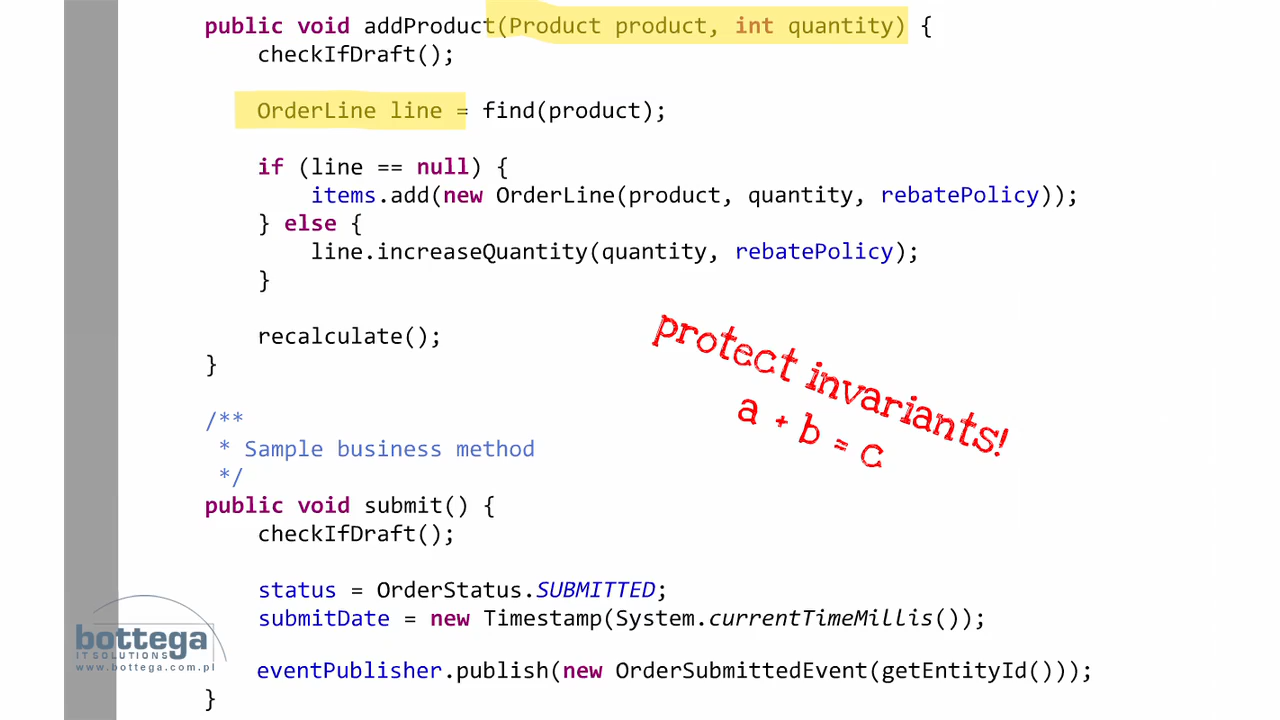 public void addProduct(Product product, int quantity) {
    checkIfDraft();

    OrderLine line = find(product);

    if (line == null) {
        items.add(new OrderLine(product, quantity, rebatePolicy));
    } else {
        line.increaseQuantity(quantity, rebatePolicy);
    }

    recalculate();
}
protect invariants!
a + b = c

/**
 * Sample business method
 */
public void submit() {
    checkIfDraft();

    status = OrderStatus.SUBMITTED;
    submitDate = new Timestamp(System.currentTimeMillis());

    eventPublisher.publish(new OrderSubmittedEvent(getEntityId()));
}
bottega
IT SOLUTIONS
www.bottega.com.pl